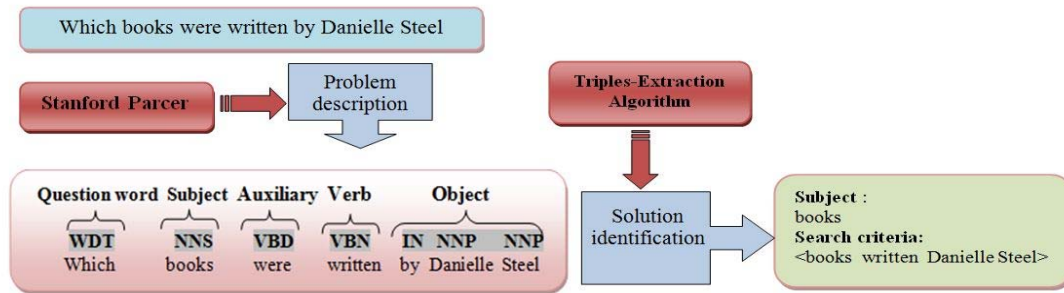 Which books were written by Danielle Steel
Stanford Parcer
Problem
description
Triples-Extraction
Algorithm
Question word Subject Auxiliary Verb Object
WDT NNS VBD VBN IN NNP NNP
Which books were written by Danielle Steel
Solution
identification
Subject :
books
Search criteria:
<books written Danielle Steel>